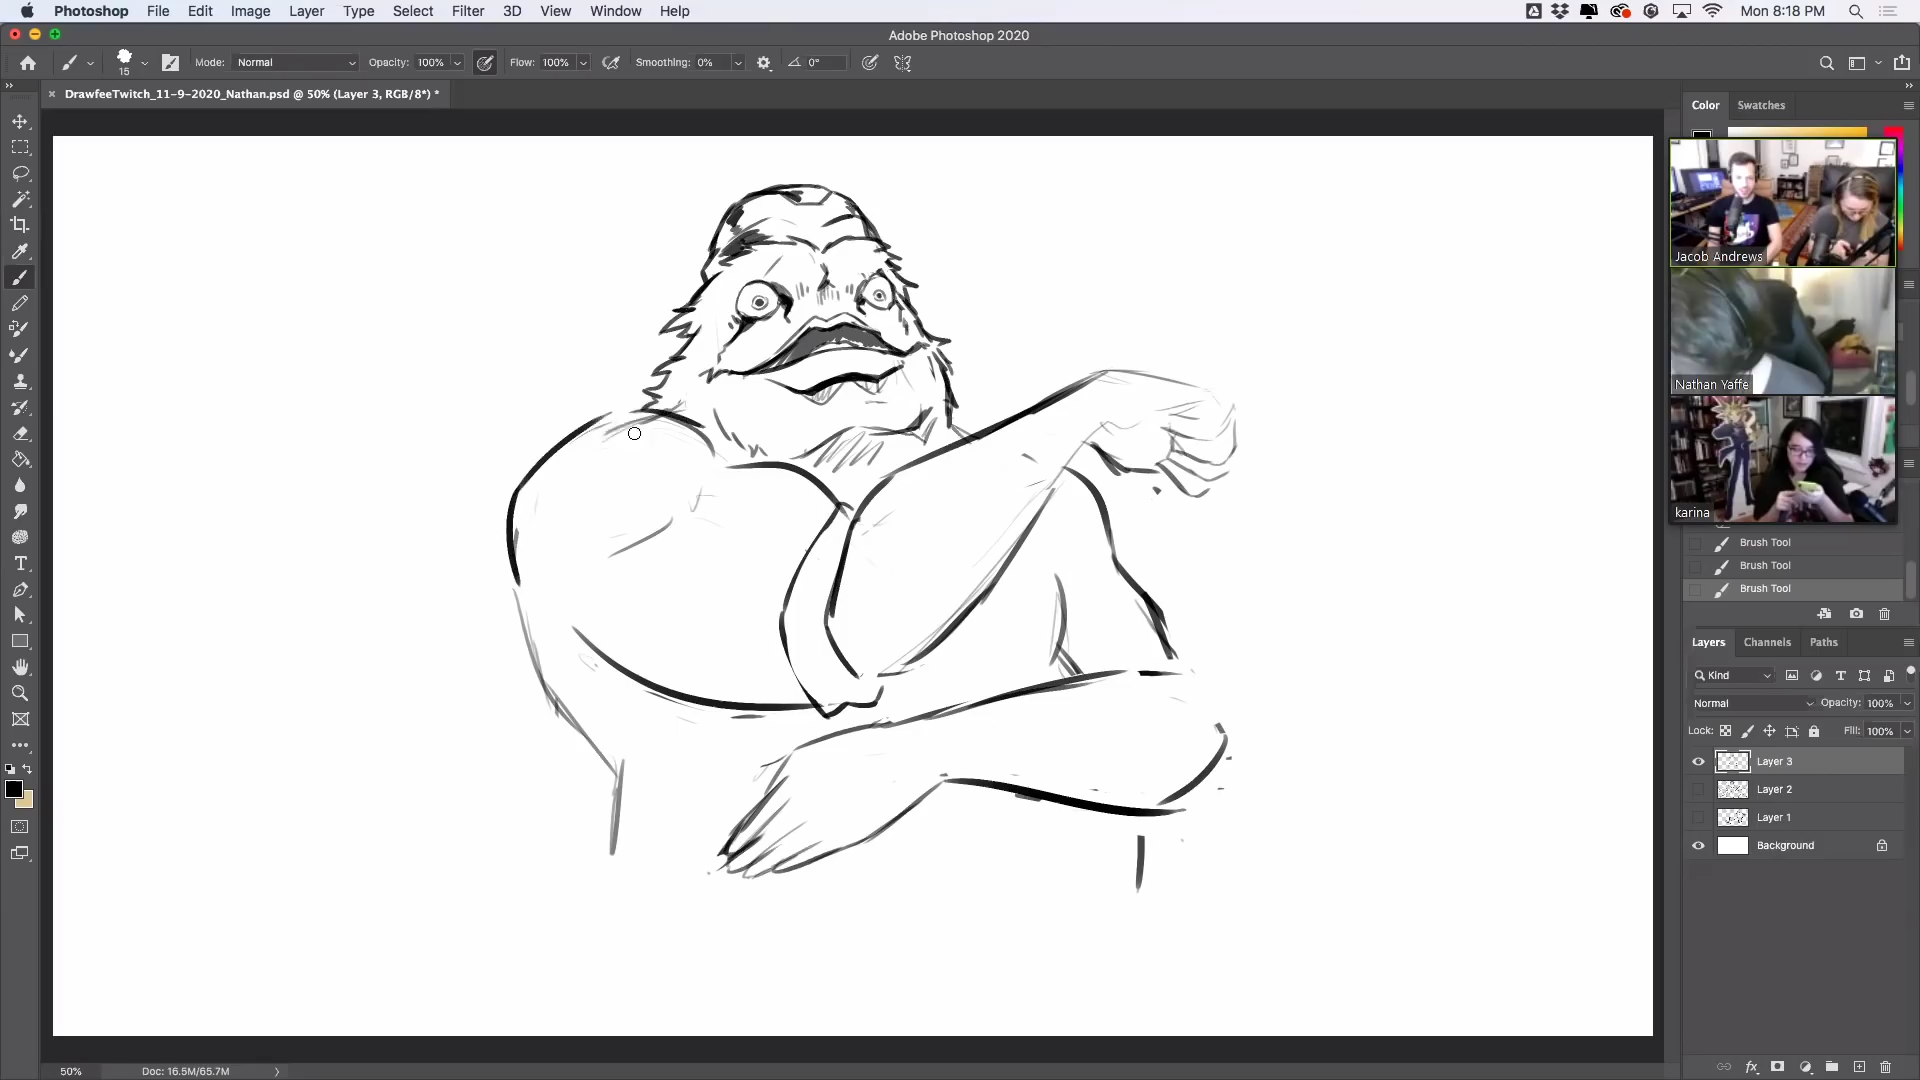 Photoshop File Edit Image Layer Type Select Filter 3D View Window Help Mon 8:18 PM
Adobe Photoshop 2020
15 Mode: Normal Opacity: 100% Flow: 100% Smoothing: 0% 0°
DrawfeeTwitch_11-9-2020_Nathan.psd @ 50% (Layer 3, RGB/8*) *
Color Swatches
Jacob Andrews
Nathan Yaffe
karina
Brush Tool
Brush Tool
Brush Tool
Layers Channels Paths
Kind
Normal Opacity: 100%
Lock: Fill: 100%
Layer 3
Layer 2
Layer 1
Background
50% Doc: 16.5M/65.7M